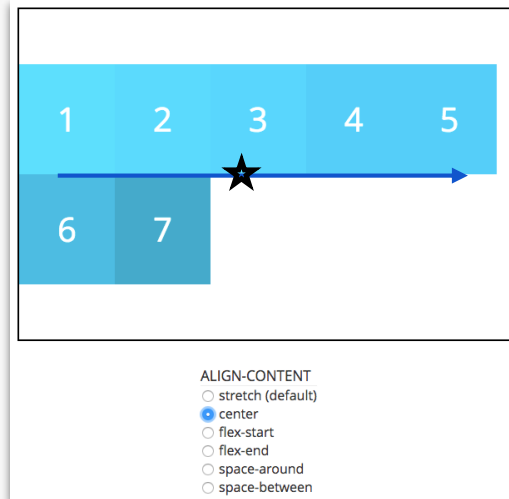 1 2 3 4 5
6 7
ALIGN-CONTENT
stretch (default)
center
flex-start
flex-end
space-around
space-between